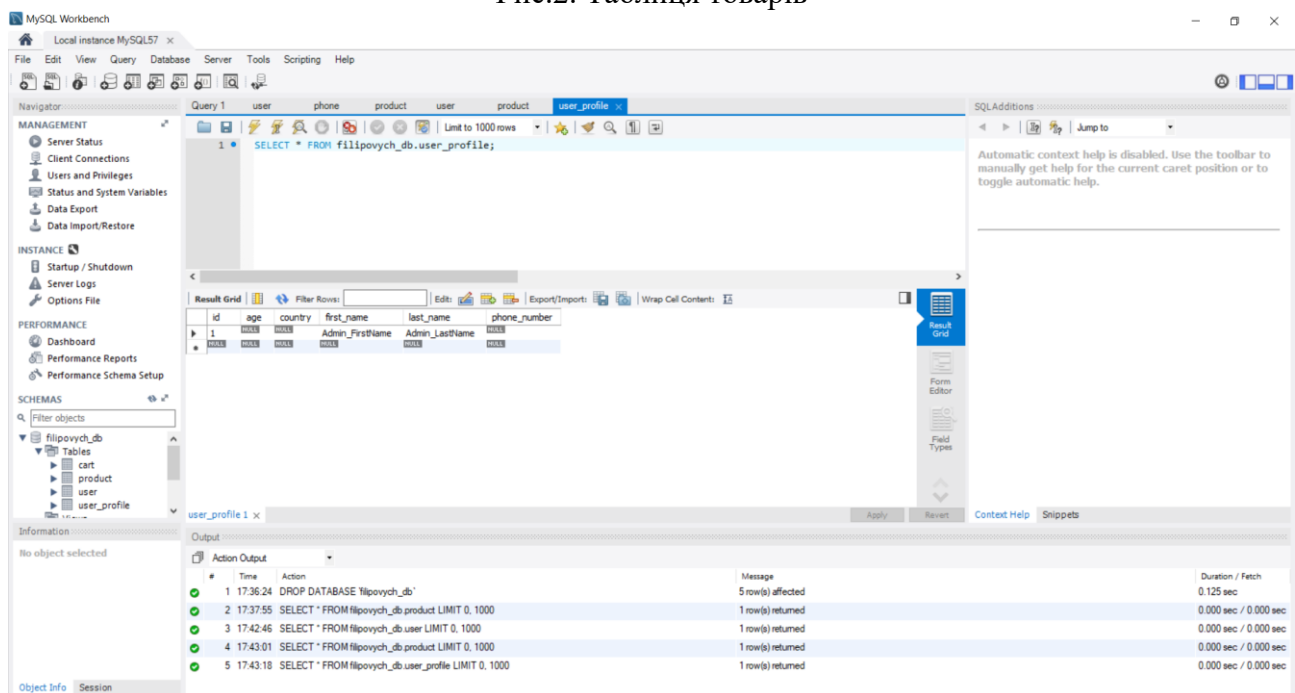 Рис.2. Таблиця товарів
MySQL Workbench
Local instance MySQL57
File Edit View Query Database Server Tools Scripting Help
Navigator
MANAGEMENT
Server Status
Client Connections
Users and Privileges
Status and System Variables
Data Export
Data Import/Restore
INSTANCE
Startup / Shutdown
Server Logs
Options File
PERFORMANCE
Dashboard
Performance Reports
Performance Schema Setup
SCHEMAS
Filter objects
filipovych_db
Tables
cart
product
user
user_profile
Information
No object selected
Object Info Session
Query 1 user phone product user product user_profile
Limit to 1000 rows
1 SELECT * FROM filipovych_db.user_profile;
Result Grid Filter Rows: Edit: Export/Import: Wrap Cell Content:
id age country first_name last_name phone_number
1 NULL NULL Admin_FirstName Admin_LastName NULL
NULL NULL NULL NULL NULL NULL
Result Grid
Form Editor
Field Types
user_profile 1
Apply Revert
SQLAdditions
Jump to
Automatic context help is disabled. Use the toolbar to
manually get help for the current caret position or to
toggle automatic help.
Context Help Snippets
Output
Action Output
# Time Action Message Duration / Fetch
1 17:36:24 DROP DATABASE `filipovych_db` 5 row(s) affected 0.125 sec
2 17:37:55 SELECT * FROM filipovych_db.product LIMIT 0, 1000 1 row(s) returned 0.000 sec / 0.000 sec
3 17:42:46 SELECT * FROM filipovych_db.user LIMIT 0, 1000 1 row(s) returned 0.000 sec / 0.000 sec
4 17:43:01 SELECT * FROM filipovych_db.product LIMIT 0, 1000 1 row(s) returned 0.000 sec / 0.000 sec
5 17:43:18 SELECT * FROM filipovych_db.user_profile LIMIT 0, 1000 1 row(s) returned 0.000 sec / 0.000 sec